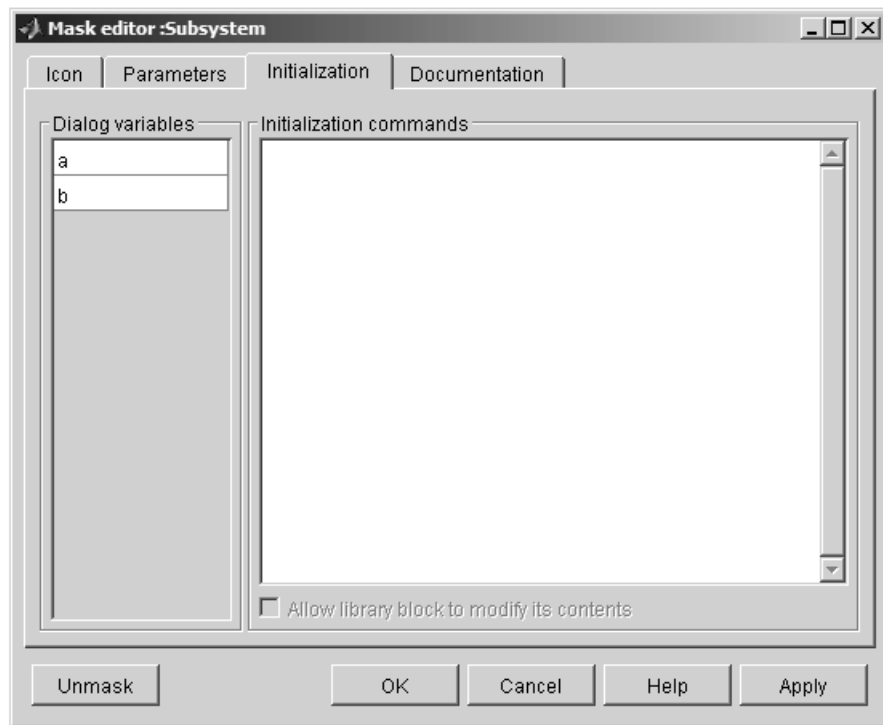 Mask editor :Subsystem
Icon Parameters Initialization Documentation
Dialog variables
a
b
Initialization commands
Allow library block to modify its contents
Unmask OK Cancel Help Apply